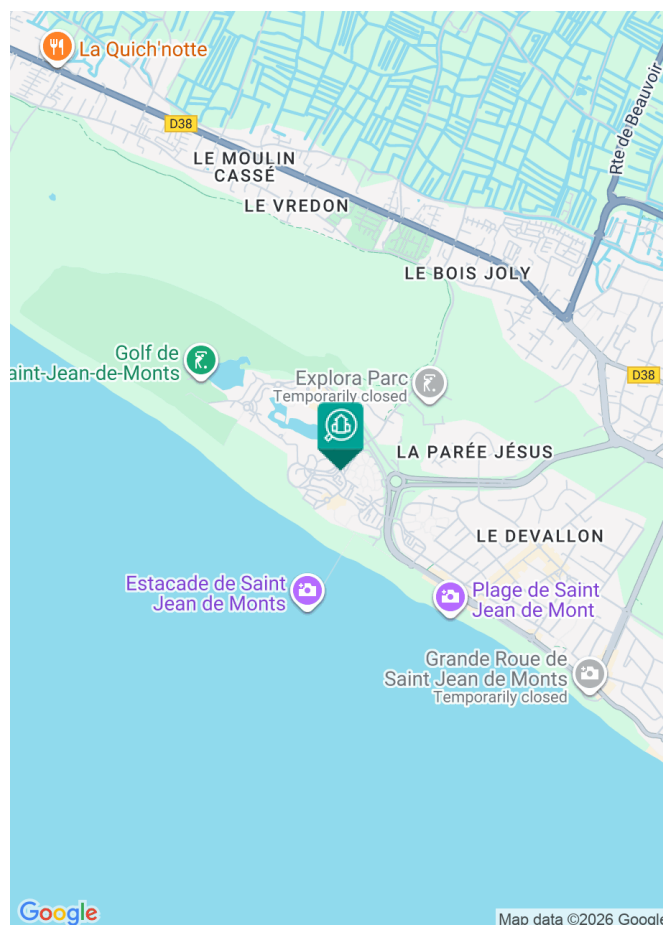 La Quich'notte
D38
Rte de Beauvoir
LE MOULIN
CASSÉ
LE VREDON
LE BOIS JOLY
Golf de
aint-Jean-de-Monts
Explora Parc
Temporarily closed
D38
LA PARÉE JÉSUS
LE DEVALLON
Estacade de Saint
Jean de Monts
Plage de Saint
Jean de Mont
Grande Roue de
Saint Jean de Monts
Temporarily closed
Google
Map data ©2026 Google